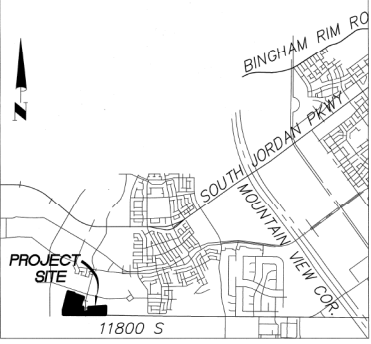 BINGHAM RIM RO
N
SOUTH JORDAN PKWY
MOUNTAIN VIEW COR.
PROJECT
SITE
11800 S